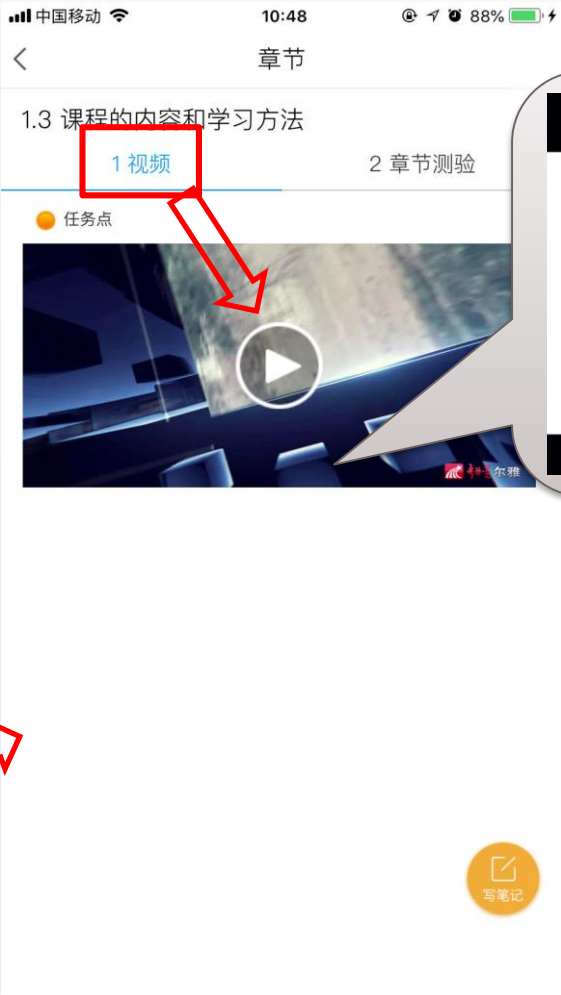 中国移动 10:48 88%
章节
1.3 课程的内容和学习方法
1 视频 2 章节测验
任务点
尔雅
写笔记